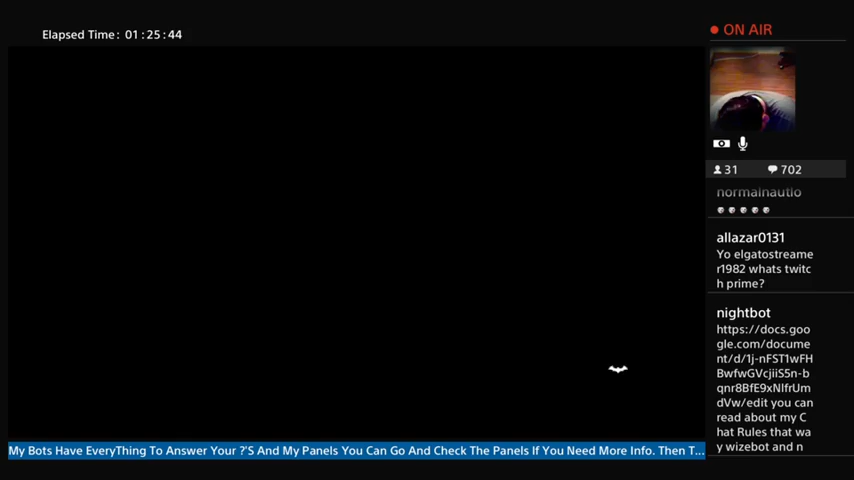 Elapsed Time: 01:25:44
ON AIR
31 702
normalnautio
allazar0131
Yo elgatostreame
r1982 whats twitc
h prime?
nightbot
https://docs.goo
gle.com/docume
nt/d/1j-nFST1wFH
BwfwGVcjiiS5n-b
qnr8BfE9xNlfrUm
dVw/edit you can
read about my C
hat Rules that wa
y wizebot and n
My Bots Have EveryThing To Answer Your ?'S And My Panels You Can Go And Check The Panels If You Need More Info. Then T...